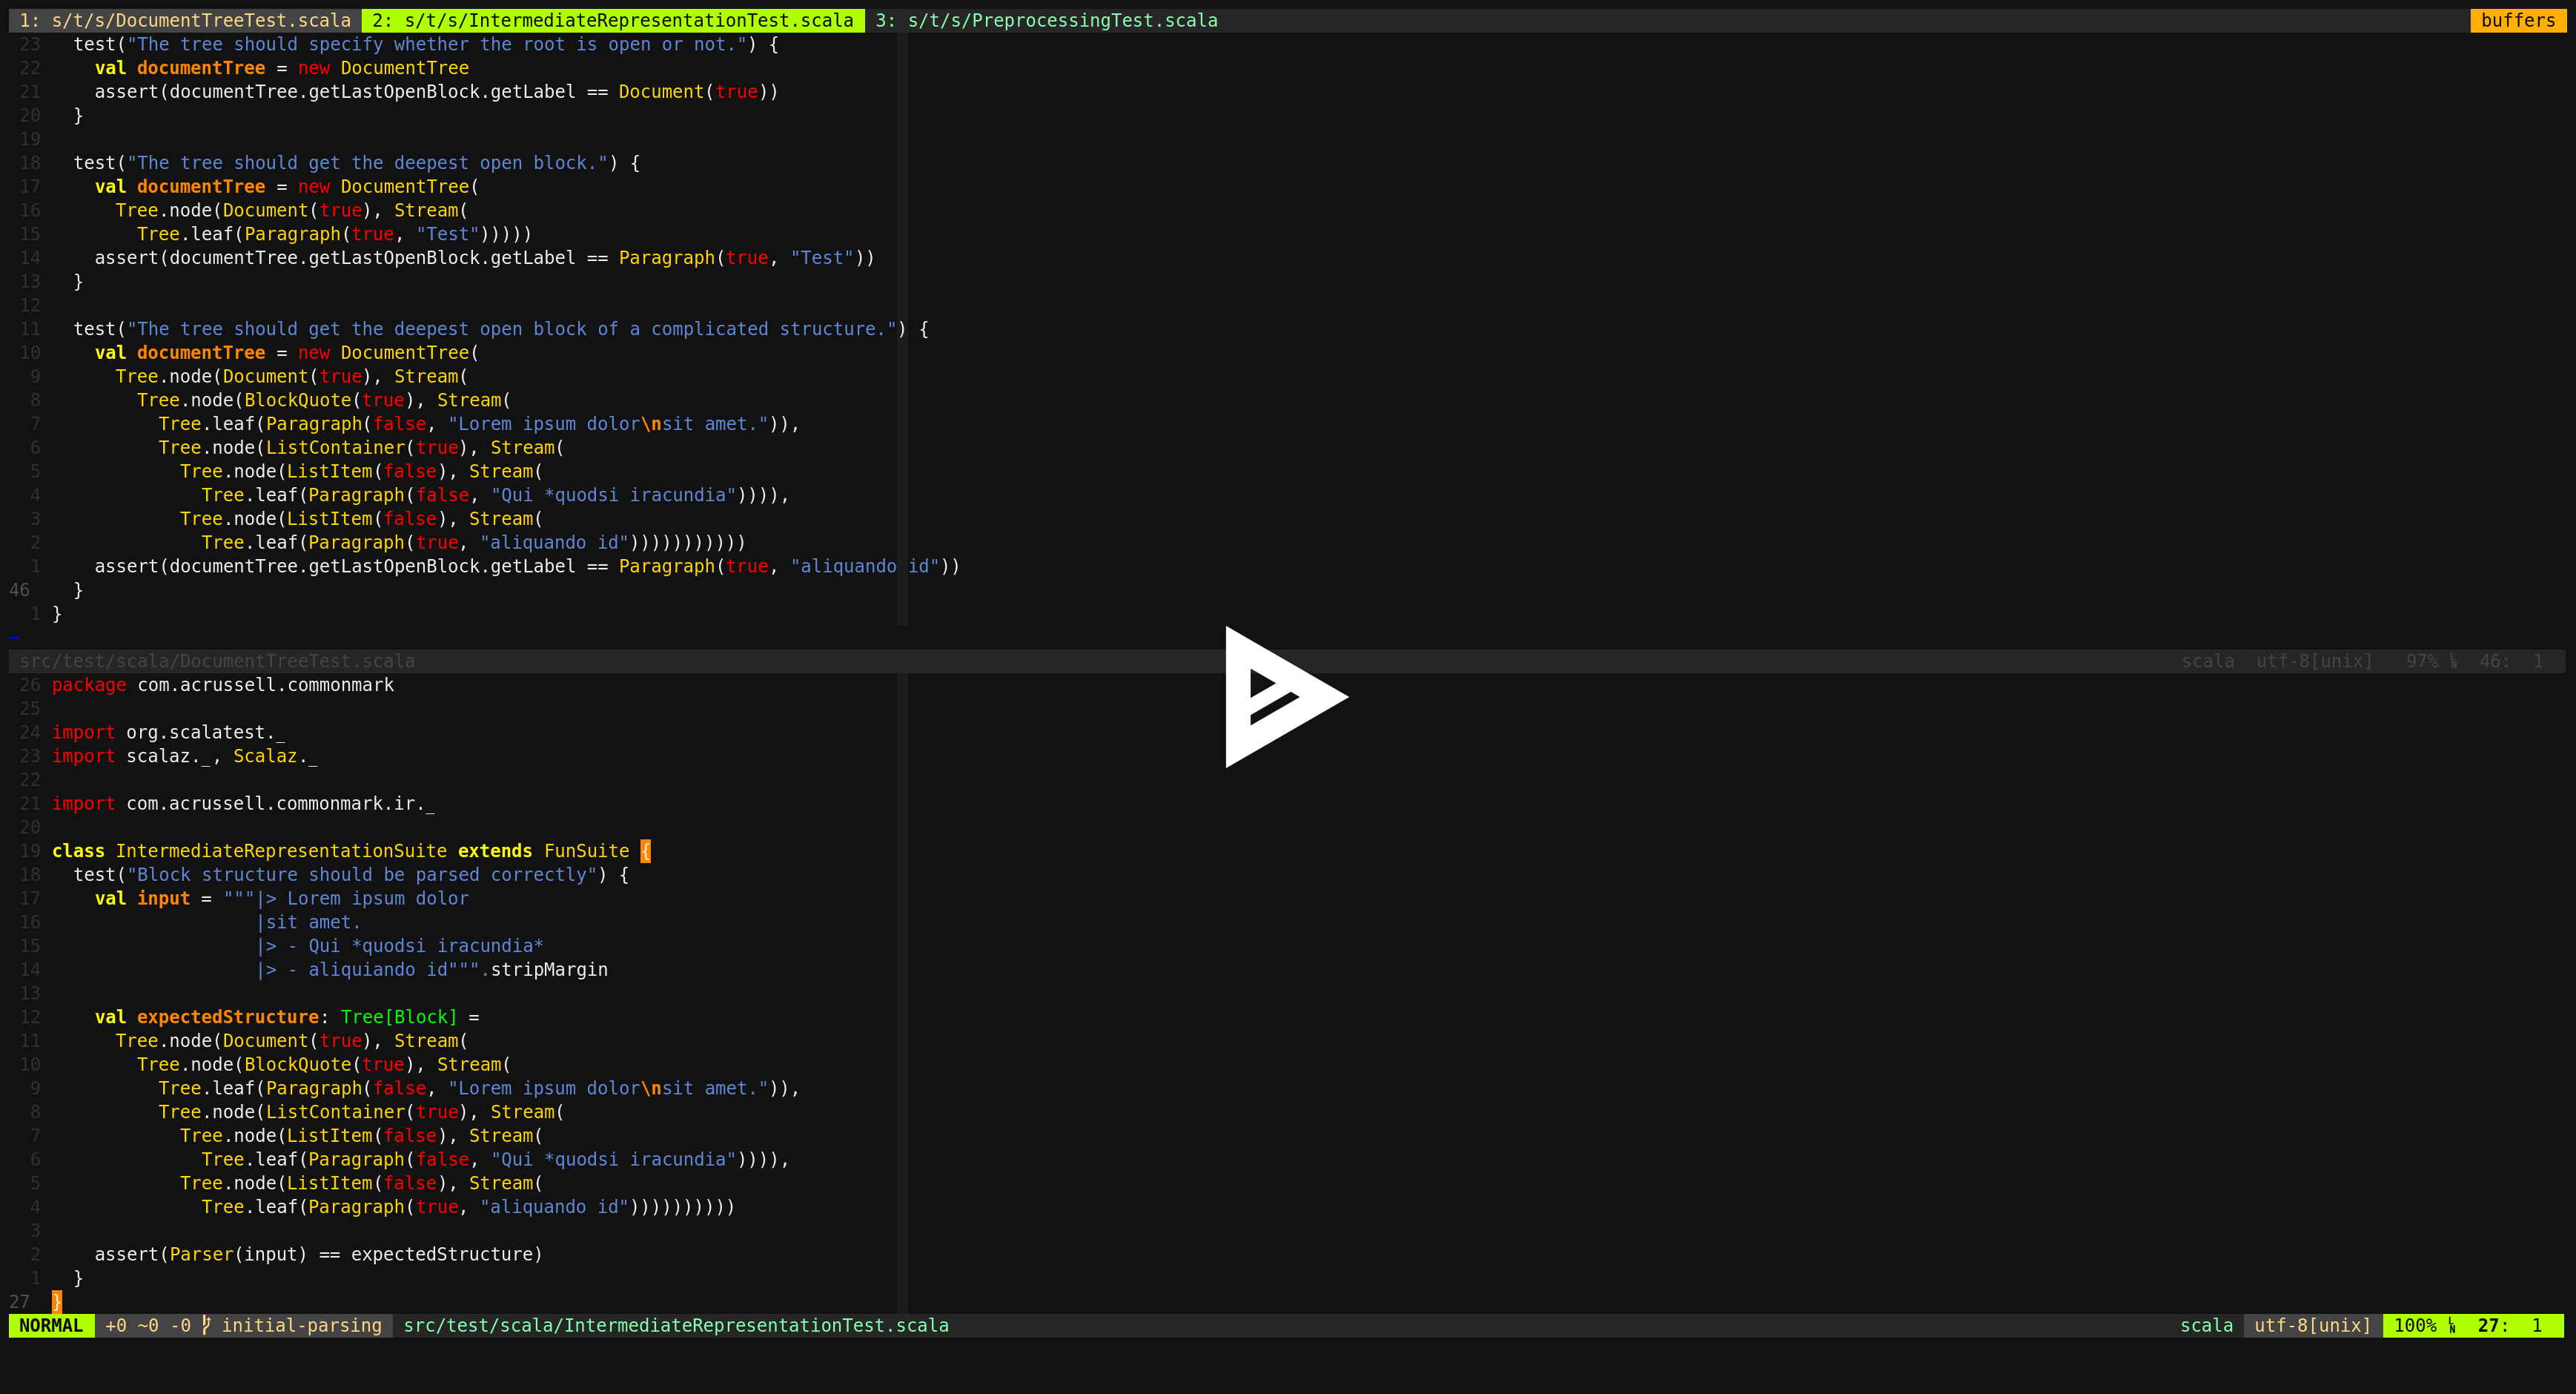 1: s/t/s/DocumentTreeTest.scala  2: s/t/s/IntermediateRepresentationTest.scala  3: s/t/s/PreprocessingTest.scala  buffers
 23   test("The tree should specify whether the root is open or not.") {
 22     val documentTree = new DocumentTree
 21     assert(documentTree.getLastOpenBlock.getLabel == Document(true))
 20   }
 19
 18   test("The tree should get the deepest open block.") {
 17     val documentTree = new DocumentTree(
 16       Tree.node(Document(true), Stream(
 15         Tree.leaf(Paragraph(true, "Test")))))
 14     assert(documentTree.getLastOpenBlock.getLabel == Paragraph(true, "Test"))
 13   }
 12
 11   test("The tree should get the deepest open block of a complicated structure.") {
 10     val documentTree = new DocumentTree(
  9       Tree.node(Document(true), Stream(
  8         Tree.node(BlockQuote(true), Stream(
  7           Tree.leaf(Paragraph(false, "Lorem ipsum dolor\nsit amet.")),
  6           Tree.node(ListContainer(true), Stream(
  5             Tree.node(ListItem(false), Stream(
  4               Tree.leaf(Paragraph(false, "Qui *quodsi iracundia")))),
  3             Tree.node(ListItem(false), Stream(
  2               Tree.leaf(Paragraph(true, "aliquando id")))))))))))
  1     assert(documentTree.getLastOpenBlock.getLabel == Paragraph(true, "aliquando id"))
46    }
  1 }
~
src/test/scala/DocumentTreeTest.scala  scala  utf-8[unix]  97%  46:  1
 26 package com.acrussell.commonmark
 25
 24 import org.scalatest._
 23 import scalaz._, Scalaz._
 22
 21 import com.acrussell.commonmark.ir._
 20
 19 class IntermediateRepresentationSuite extends FunSuite {
 18   test("Block structure should be parsed correctly") {
 17     val input = """|> Lorem ipsum dolor
 16                    |sit amet.
 15                    |> - Qui *quodsi iracundia*
 14                    |> - aliquiando id""".stripMargin
 13
 12     val expectedStructure: Tree[Block] =
 11       Tree.node(Document(true), Stream(
 10         Tree.node(BlockQuote(true), Stream(
  9           Tree.leaf(Paragraph(false, "Lorem ipsum dolor\nsit amet.")),
  8           Tree.node(ListContainer(true), Stream(
  7             Tree.node(ListItem(false), Stream(
  6               Tree.leaf(Paragraph(false, "Qui *quodsi iracundia")))),
  5             Tree.node(ListItem(false), Stream(
  4               Tree.leaf(Paragraph(true, "aliquando id"))))))))))
  3
  2     assert(Parser(input) == expectedStructure)
  1   }
27  }
NORMAL  +0 ~0 -0 initial-parsing  src/test/scala/IntermediateRepresentationTest.scala  scala  utf-8[unix]  100%  27:  1